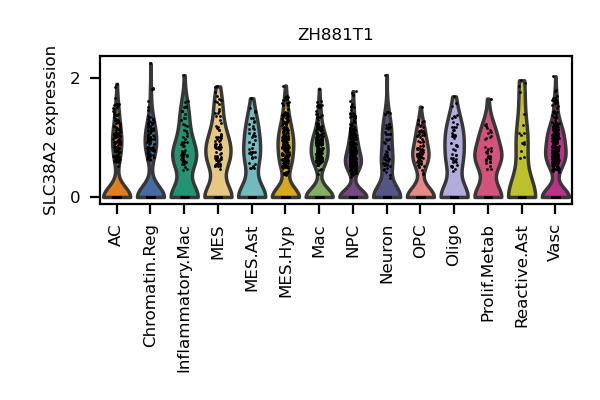 ZH881T1
SLC38A2 expression
2
0
AC
Chromatin.Reg
Inflammatory.Mac
MES
MES.Ast
MES.Hyp
Mac
NPC
Neuron
OPC
Oligo
Prolif.Metab
Reactive.Ast
Vasc